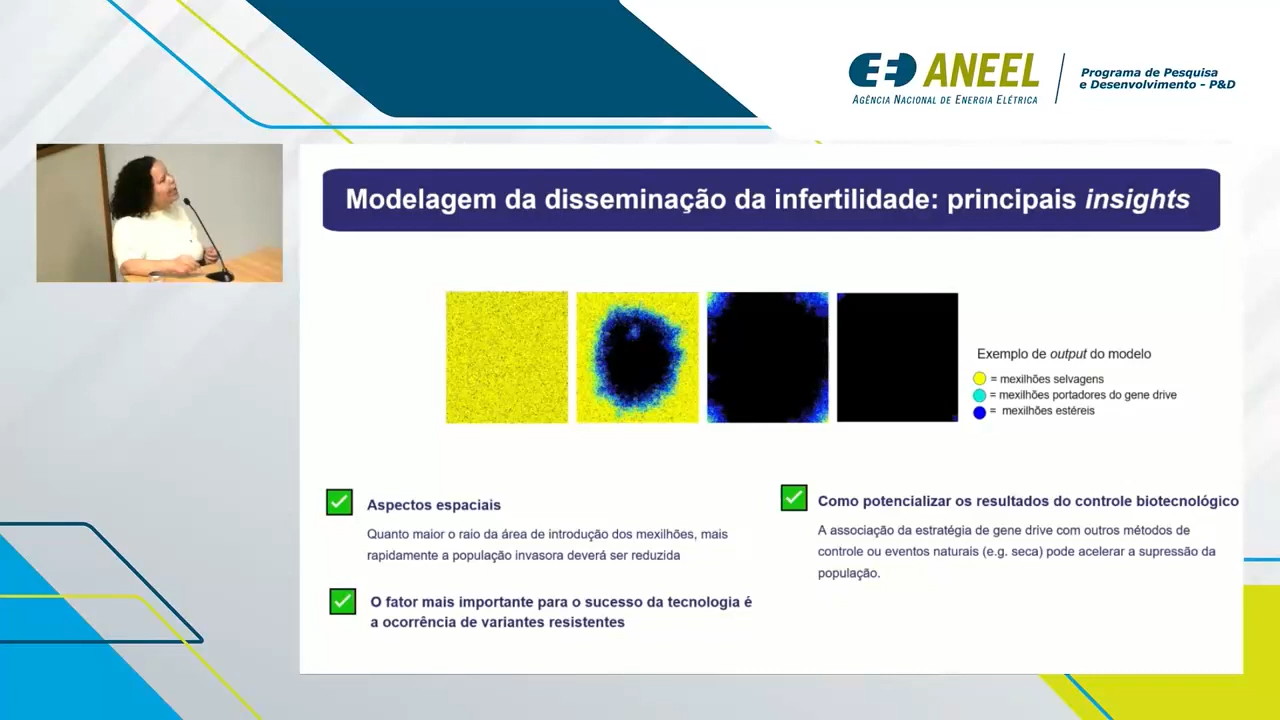 ANEEL
AGÊNCIA NACIONAL DE ENERGIA ELÉTRICA
Programa de Pesquisa
e Desenvolvimento - P&D
Modelagem da disseminação da infertilidade: principais insights
Exemplo de output do modelo
= mexilhões selvagens
= mexilhões portadores do gene drive
= mexilhões estéreis
Aspectos espaciais
Quanto maior o raio da área de introdução dos mexilhões, mais
rapidamente a população invasora deverá ser reduzida
O fator mais importante para o sucesso da tecnologia é
a ocorrência de variantes resistentes
Como potencializar os resultados do controle biotecnológico
A associação da estratégia de gene drive com outros métodos de
controle ou eventos naturais (e.g. seca) pode acelerar a supressão da
população.